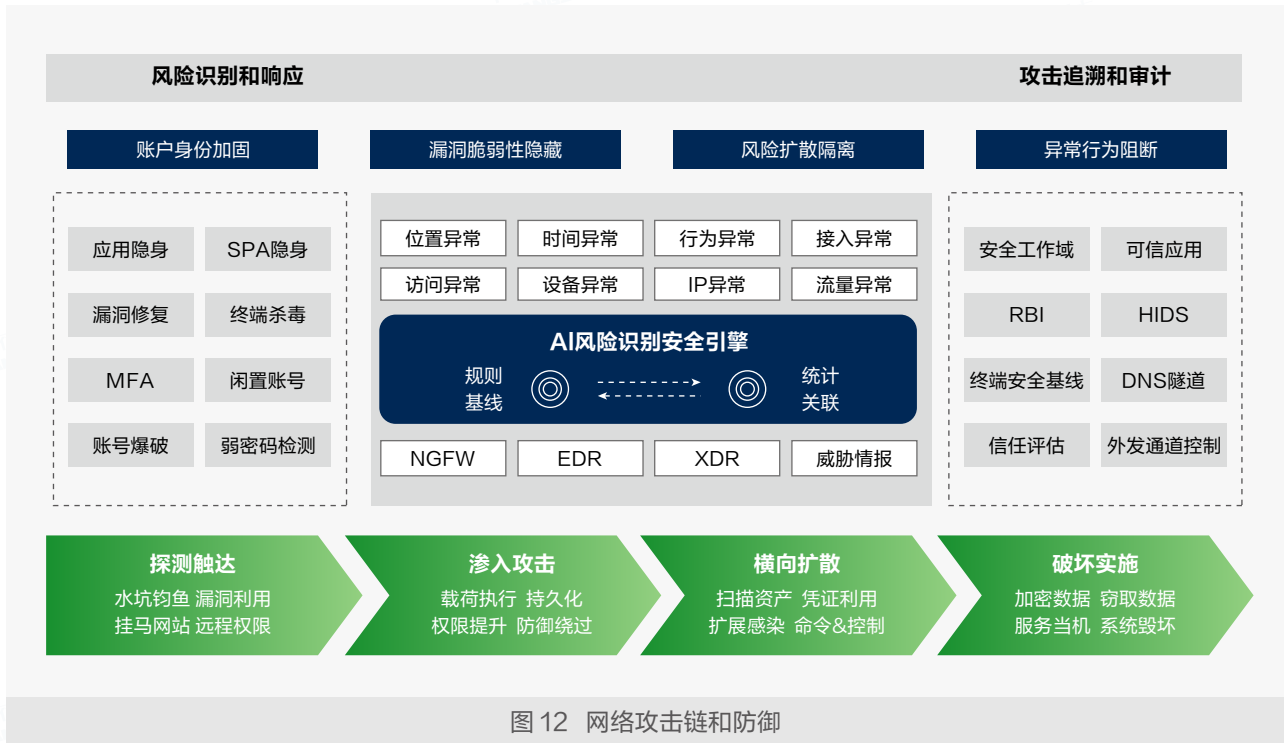 风险识别和响应 攻击追溯和审计
账户身份加固 漏洞脆弱性隐藏 风险扩散隔离 异常行为阻断
应用隐身 SPA隐身
漏洞修复 终端杀毒
MFA 闲置账号
账号爆破 弱密码检测
位置异常 时间异常 行为异常 接入异常
访问异常 设备异常 IP异常 流量异常
AI风险识别安全引擎
规则
基线
统计
关联
NGFW EDR XDR 威胁情报
安全工作域 可信应用
RBI HIDS
终端安全基线 DNS隧道
信任评估 外发通道控制
探测触达
水坑钓鱼 漏洞利用
挂马网站 远程权限
渗入攻击
载荷执行 持久化
权限提升 防御绕过
横向扩散
扫描资产 凭证利用
扩展感染 命令&控制
破坏实施
加密数据 窃取数据
服务当机 系统毁坏
图 12 网络攻击链和防御